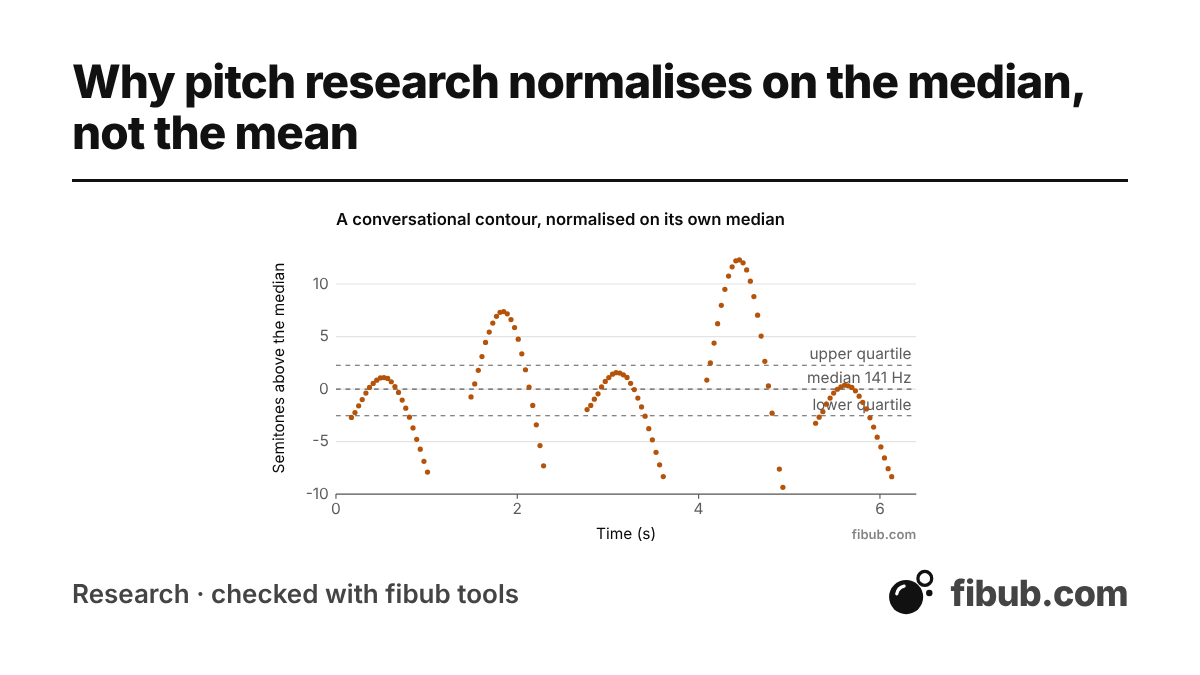 Why pitch research normalises on the median,
not the mean
A conversational contour, normalised on its own median
Semitones above the median
10
5
0
-5
-10
upper quartile
median 141 Hz
lower quartile
0
2
4
6
Time (s)
fibub.com
Research · checked with fibub tools
fibub.com